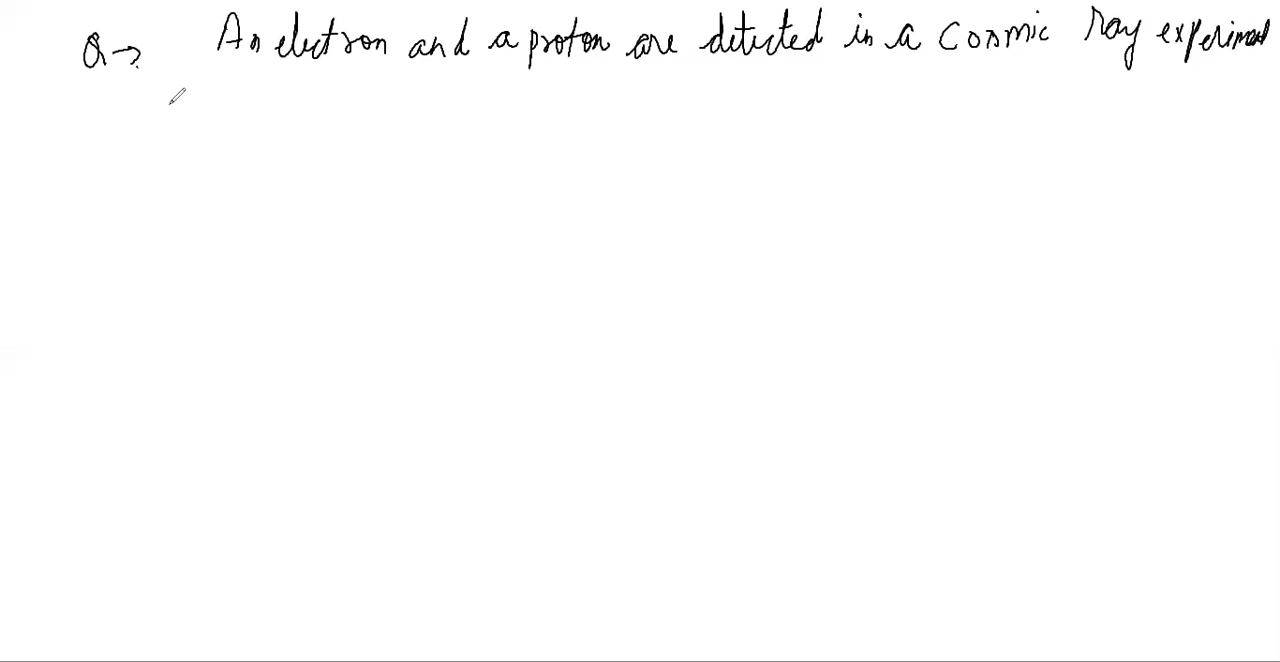 Q → An electron and a proton are detected in a cosmic ray experiment